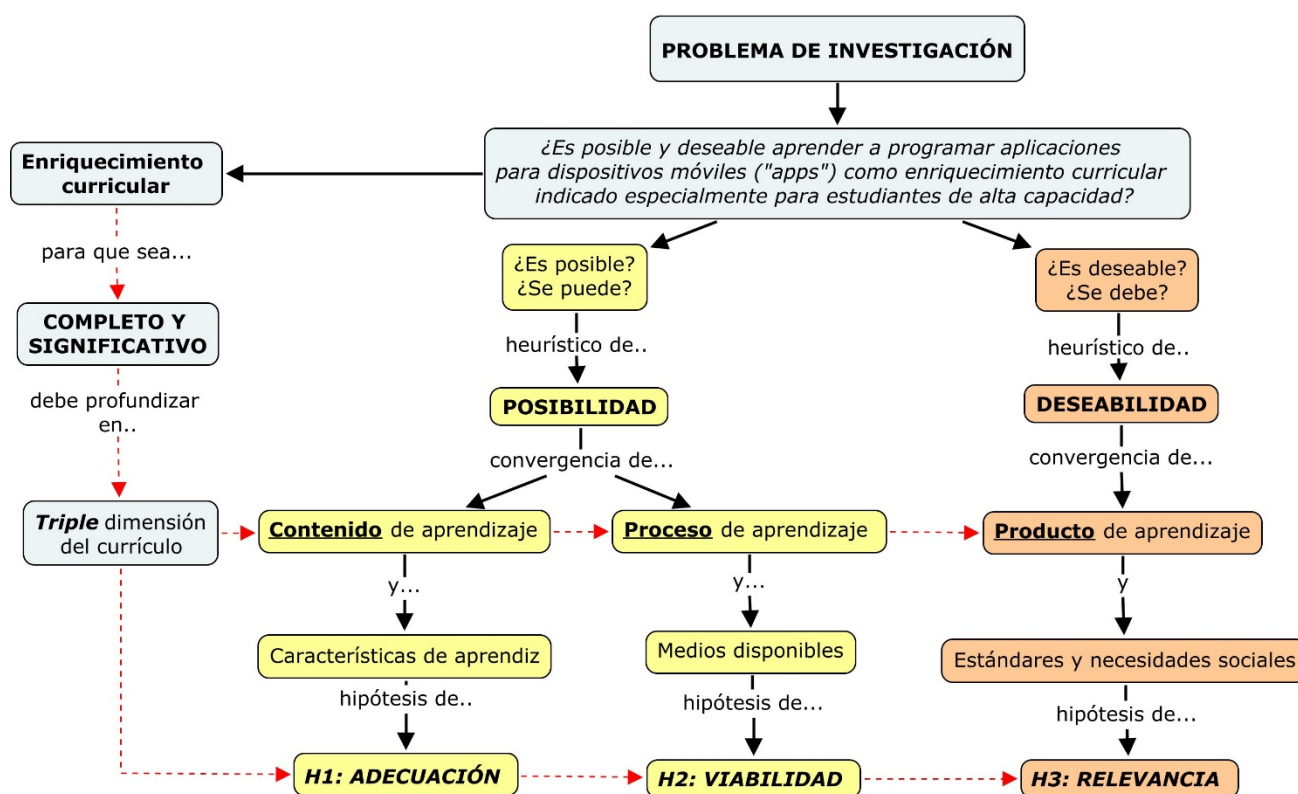 PROBLEMA DE INVESTIGACIÓN
¿Es posible y deseable aprender a programar aplicaciones
para dispositivos móviles ("apps") como enriquecimiento curricular
indicado especialmente para estudiantes de alta capacidad?
Enriquecimiento
curricular
para que sea...
COMPLETO Y
SIGNIFICATIVO
debe profundizar
en..
Triple dimensión
del currículo
¿Es posible?
¿Se puede?
heurístico de..
POSIBILIDAD
convergencia de...
¿Es deseable?
¿Se debe?
heurístico de..
DESEABILIDAD
convergencia de...
Contenido de aprendizaje
y...
Características de aprendiz
hipótesis de..
H1: ADECUACIÓN
Proceso de aprendizaje
y...
Medios disponibles
hipótesis de...
H2: VIABILIDAD
Producto de aprendizaje
y
Estándares y necesidades sociales
hipótesis de...
H3: RELEVANCIA